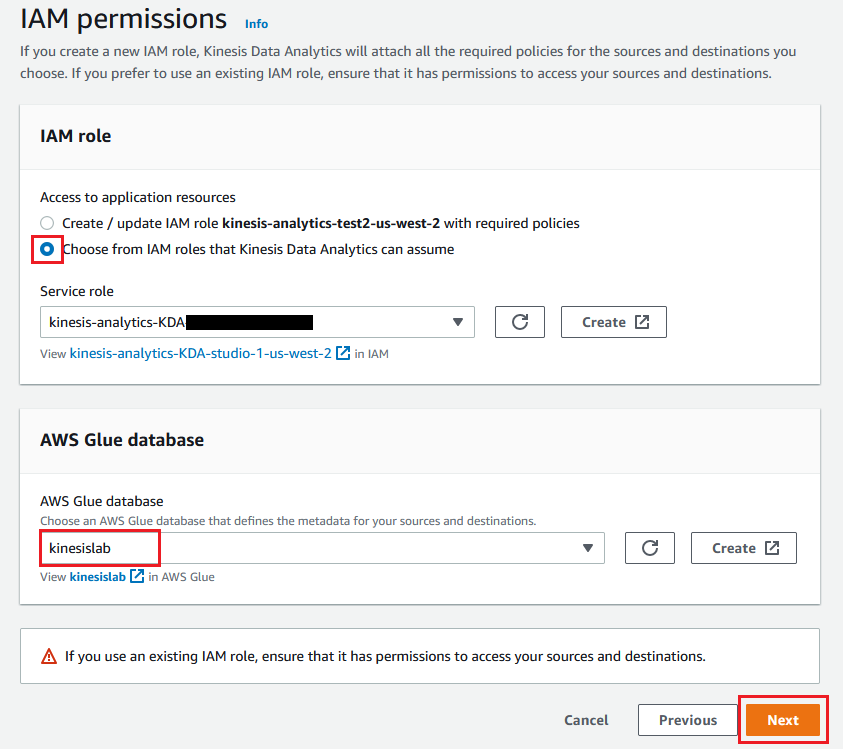 IAM permissions Info
If you create a new IAM role, Kinesis Data Analytics will attach all the required policies for the sources and destinations you
choose. If you prefer to use an existing IAM role, ensure that it has permissions to access your sources and destinations.
IAM role
Access to application resources
Create / update IAM role kinesis-analytics-test2-us-west-2 with required policies
Choose from IAM roles that Kinesis Data Analytics can assume
Service role
kinesis-analytics-KDA
Create
View kinesis-analytics-KDA-studio-1-us-west-2 in IAM
AWS Glue database
AWS Glue database
Choose an AWS Glue database that defines the metadata for your sources and destinations.
kinesislab
Create
View kinesislab in AWS Glue
If you use an existing IAM role, ensure that it has permissions to access your sources and destinations.
Cancel Previous Next